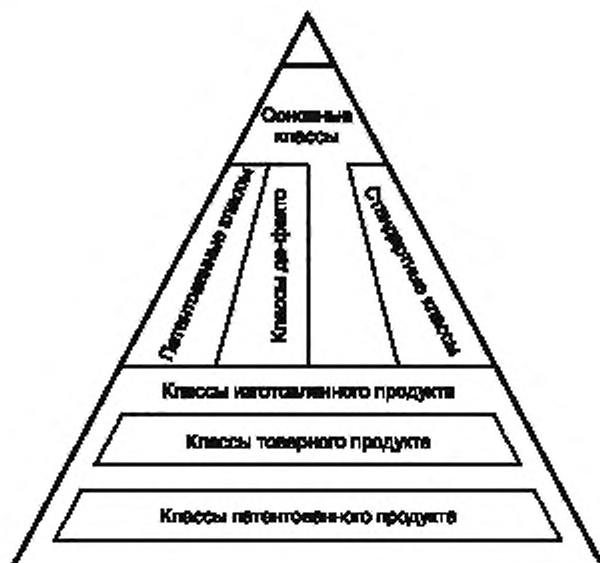 Основные
классы
Патентованные классы
Классы де-факто
Стандартные классы
Классы изготовленного продукта
Классы товарного продукта
Классы патентованного продукта